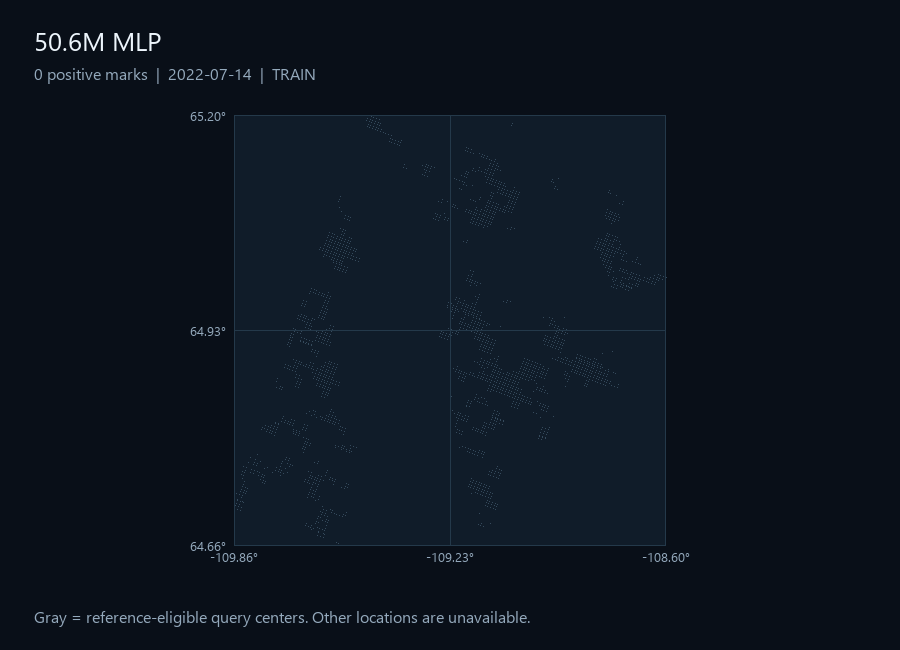 50.6M MLP
0 positive marks | 2022-07-14 | TRAIN
65.20°
64.93°
64.66°
-109.86°
-109.23°
-108.60°
Gray = reference-eligible query centers. Other locations are unavailable.